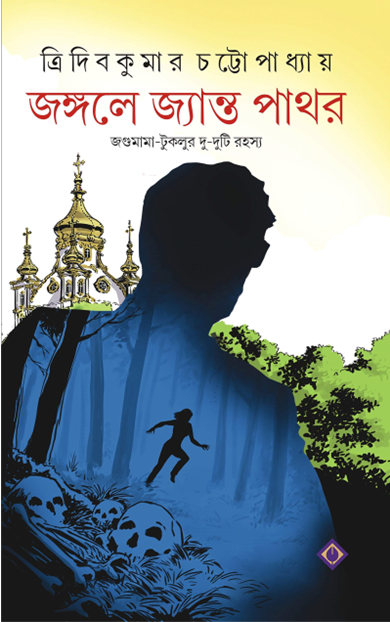 ত্রিদিবকুমার চট্টোপাধ্যায়
জঙ্গলে জ্যান্ত পাথর
জগুমামা-টুকলুর দু-দুটি রহস্য